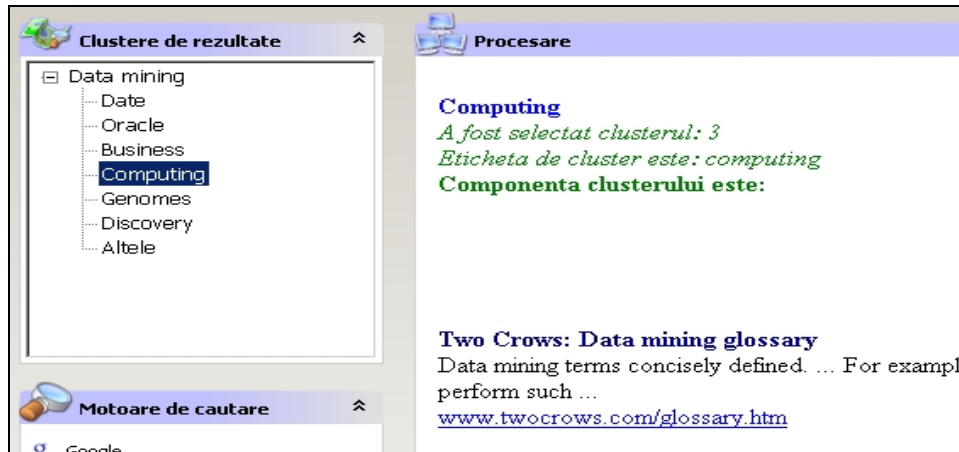 Clustere de rezultate
Data mining
Date
Oracle
Business
Computing
Genomes
Discovery
Altele
Motoare de cautare
Google
Procesare
Computing
A fost selectat clusterul: 3
Eticheta de cluster este: computing
Componenta clusterului este:
Two Crows: Data mining glossary
Data mining terms concisely defined. ... For exampl
perform such ...
www.twocrows.com/glossary.htm